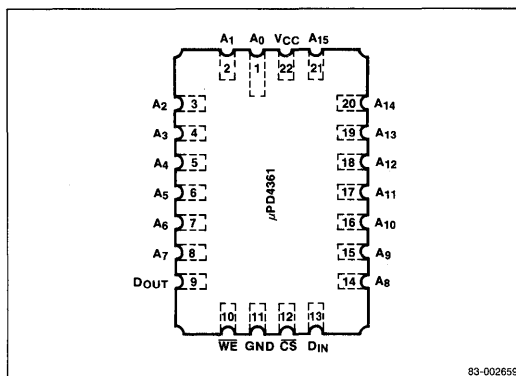 A1 A0 VCC A15
2 1 22 21
A2 3 20 A14
A3 4 19 A13
A4 5 18 A12
A5 6 17 A11
A6 7 16 A10
A7 8 15 A9
DOUT 9 14 A8
μPD4361
10 11 12 13
W̅E̅ GND C̅S̅ DIN
83-002659